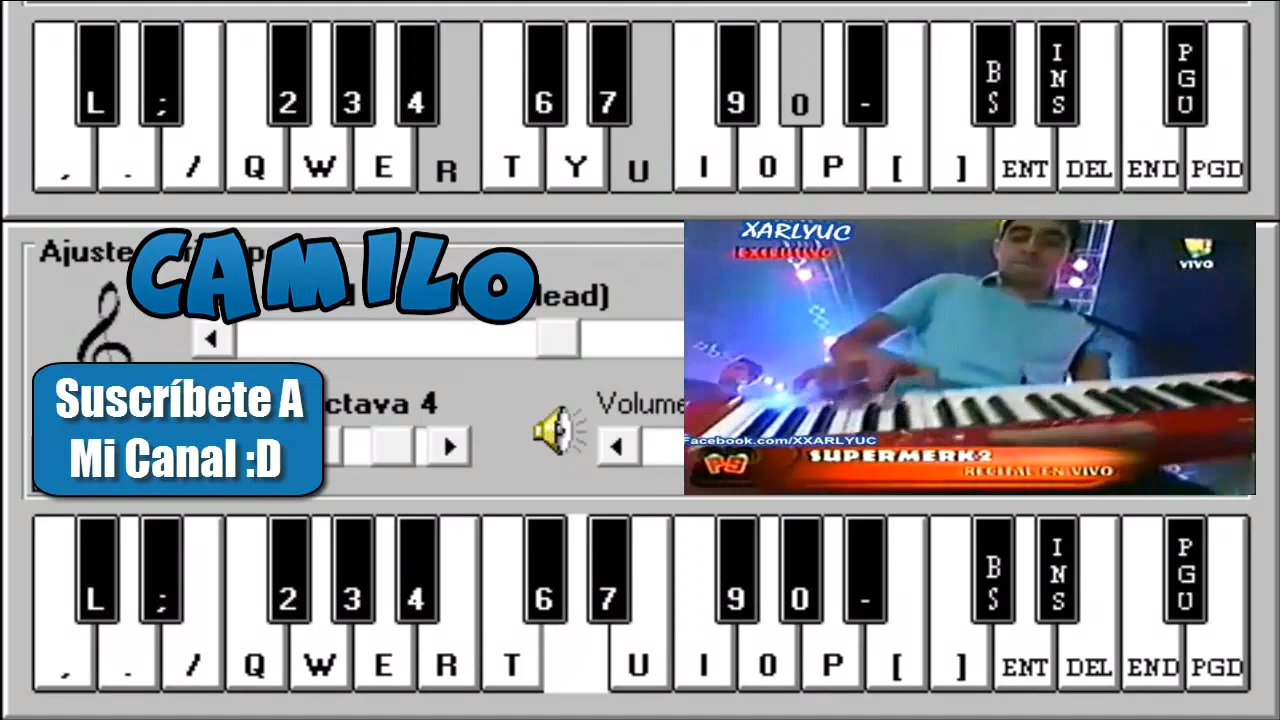 L ; 2 3 4 6 7 9 0 - BS INS PGU
, . / Q W E R T Y U I O P [ ] ENT DEL END PGD
XARLYUC
EXCLUSIVO
VIVO
Ajuste
CAMILO
lead)
Suscríbete A
Mi Canal :D
ctava 4
Volume
Facebook.com/XXARLYUC
PS
SUPERMERK2
RECITAL EN VIVO
L ; 2 3 4 6 7 9 0 - BS INS PGU
, . / Q W E R T U I O P [ ] ENT DEL END PGD